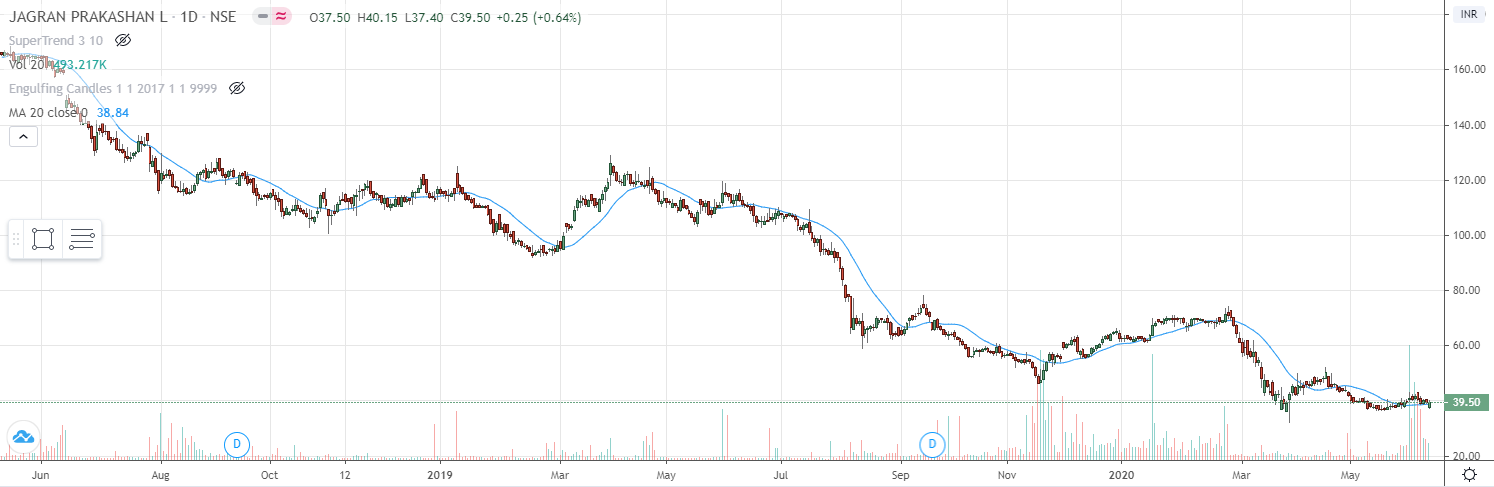 JAGRAN PRAKASHAN L · 1D · NSE O37.50 H40.15 L37.40 C39.50 +0.25 (+0.64%)
INR
SuperTrend 3 10
Vol 20 493.217K
Engulfing Candles 1 1 2017 1 1 9999
MA 20 close 0 38.84
160.00
140.00
120.00
100.00
80.00
60.00
39.50
20.00
D D
Jun Aug Oct 12 2019 Mar May Jul Sep Nov 2020 Mar May